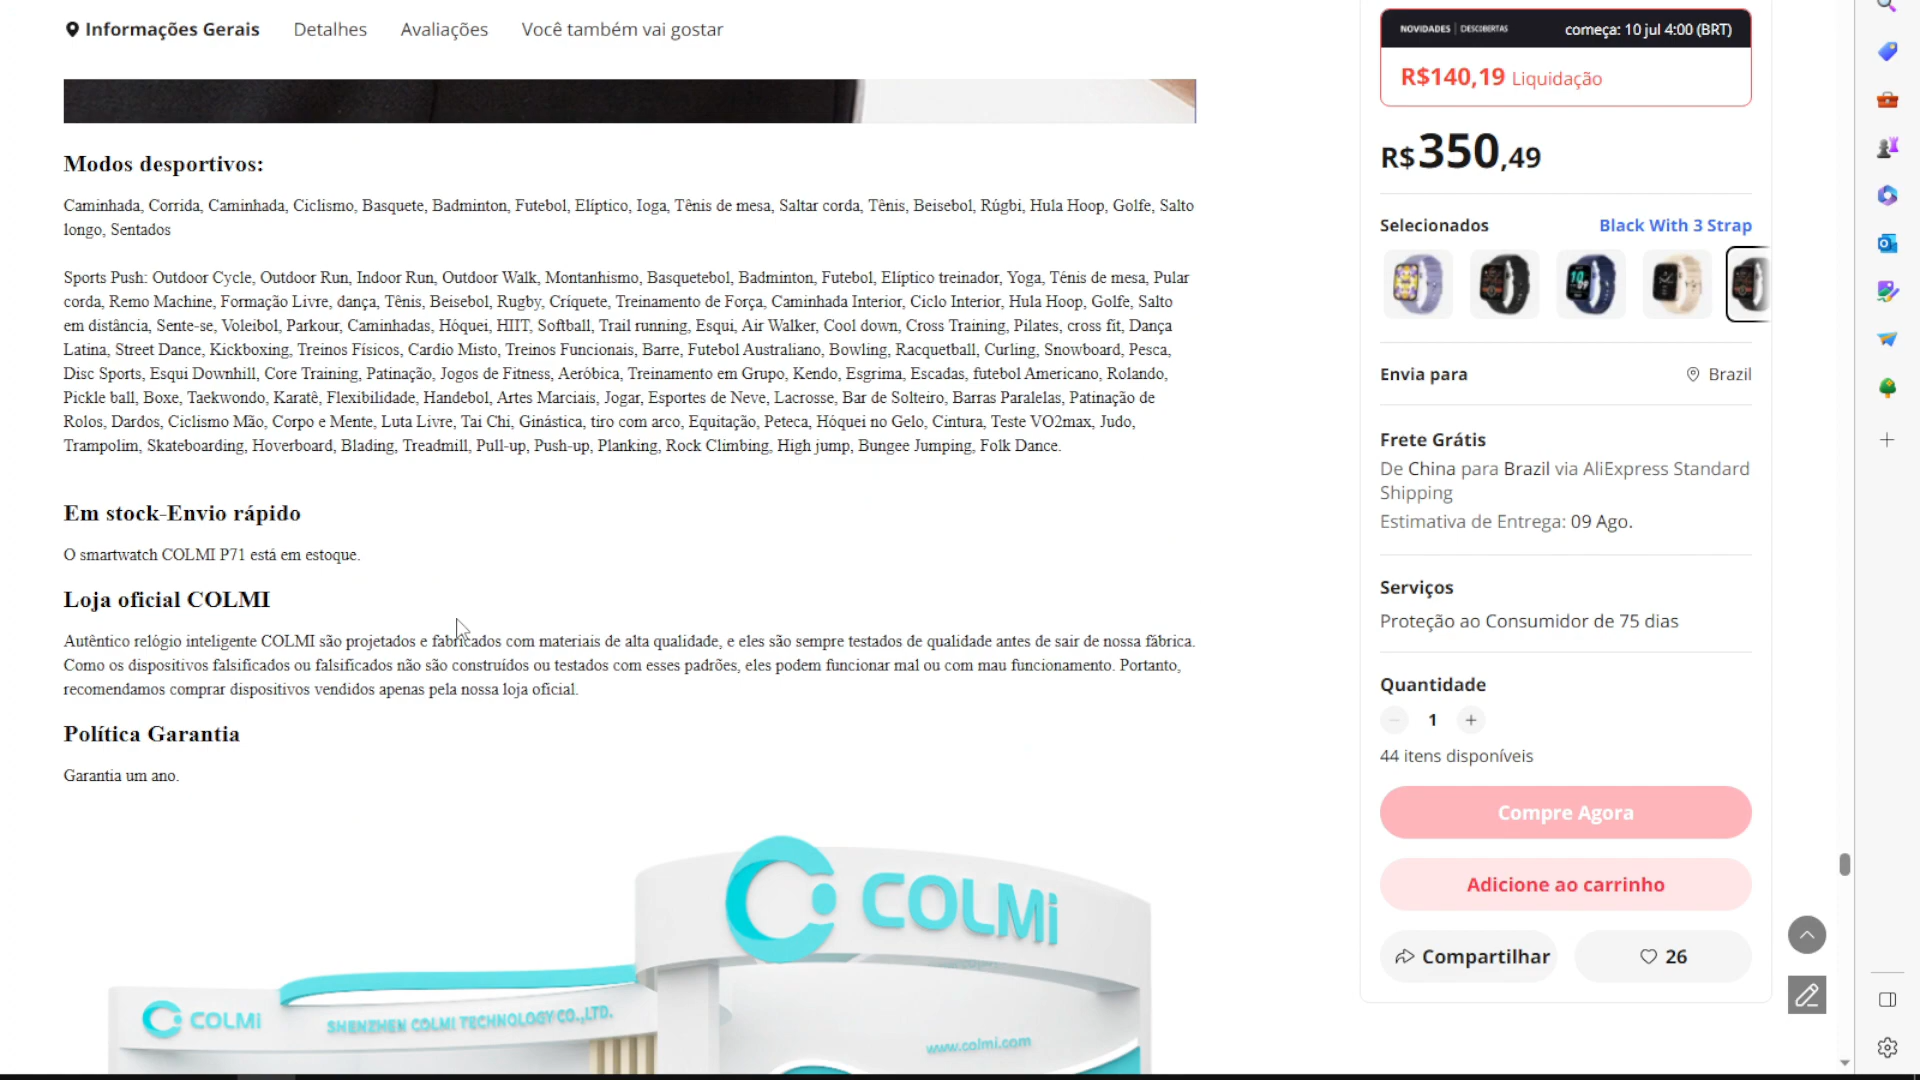 Informações Gerais
Detalhes
Avaliações
Você também vai gostar
Modos desportivos:
Caminhada, Corrida, Caminhada, Ciclismo, Basquete, Badminton, Futebol, Elíptico, Ioga, Tênis de mesa, Saltar corda, Tênis, Beisebol, Rúgbi, Hula Hoop, Golfe, Salto
longo, Sentados
Sports Push: Outdoor Cycle, Outdoor Run, Indoor Run, Outdoor Walk, Montanhismo, Basquetebol, Badminton, Futebol, Elíptico treinador, Yoga, Ténis de mesa, Pular
corda, Remo Machine, Formação Livre, dança, Tênis, Beisebol, Rugby, Críquete, Treinamento de Força, Caminhada Interior, Ciclo Interior, Hula Hoop, Golfe, Salto
em distância, Sente-se, Voleibol, Parkour, Caminhadas, Hóquei, HIIT, Softball, Trail running, Esqui, Air Walker, Cool down, Cross Training, Pilates, cross fit, Dança
Latina, Street Dance, Kickboxing, Treinos Físicos, Cardio Misto, Treinos Funcionais, Barre, Futebol Australiano, Bowling, Racquetball, Curling, Snowboard, Pesca,
Disc Sports, Esqui Downhill, Core Training, Patinação, Jogos de Fitness, Aeróbica, Treinamento em Grupo, Kendo, Esgrima, Escadas, futebol Americano, Rolando,
Pickle ball, Boxe, Taekwondo, Karatê, Flexibilidade, Handebol, Artes Marciais, Jogar, Esportes de Neve, Lacrosse, Bar de Solteiro, Barras Paralelas, Patinação de
Rolos, Dardos, Ciclismo Mão, Corpo e Mente, Luta Livre, Tai Chi, Ginástica, tiro com arco, Equitação, Peteca, Hóquei no Gelo, Cintura, Teste VO2max, Judo,
Trampolim, Skateboarding, Hoverboard, Blading, Treadmill, Pull-up, Push-up, Planking, Rock Climbing, High jump, Bungee Jumping, Folk Dance.
Em stock-Envio rápido
O smartwatch COLMI P71 está em estoque.
Loja oficial COLMI
Autêntico relógio inteligente COLMI são projetados e fabricados com materiais de alta qualidade, e eles são sempre testados de qualidade antes de sair de nossa fábrica.
Como os dispositivos falsificados ou falsificados não são construídos ou testados com esses padrões, eles podem funcionar mal ou com mau funcionamento. Portanto,
recomendamos comprar dispositivos vendidos apenas pela nossa loja oficial.
Política Garantia
Garantia um ano.
COLMi
COLMi
SHENZHEN COLMI TECHNOLOGY CO.,LTD.
www.colmi.com
NOVIDADES | DESCOBERTAS
começa: 10 jul 4:00 (BRT)
R$140,19 Liquidação
R$350,49
Selecionados
Black With 3 Strap
Envia para
Brazil
Frete Grátis
De China para Brazil via AliExpress Standard
Shipping
Estimativa de Entrega: 09 Ago.
Serviços
Proteção ao Consumidor de 75 dias
Quantidade
1
44 itens disponíveis
Compre Agora
Adicione ao carrinho
Compartilhar
26